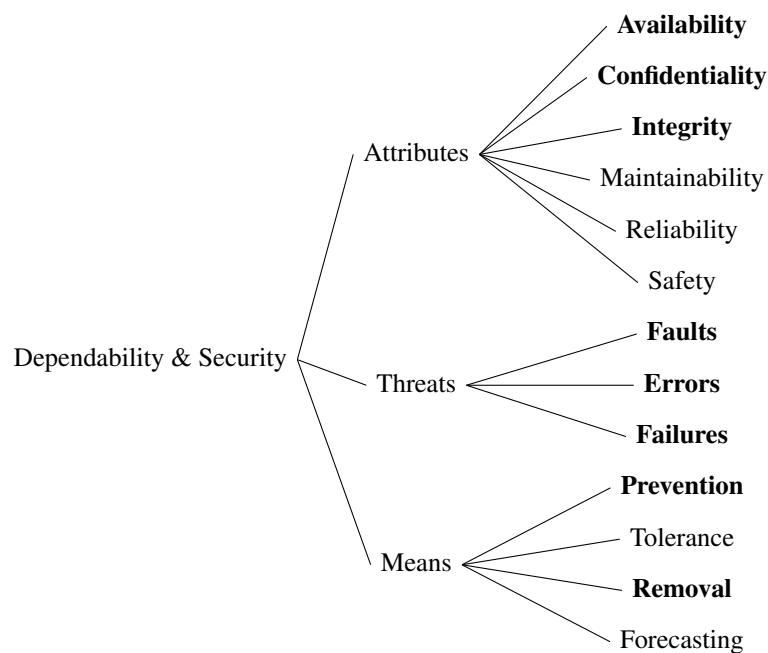 Availability
Confidentiality
Integrity
Attributes
Maintainability
Reliability
Safety
Faults
Dependability & Security
Threats
Errors
Failures
Prevention
Tolerance
Means
Removal
Forecasting